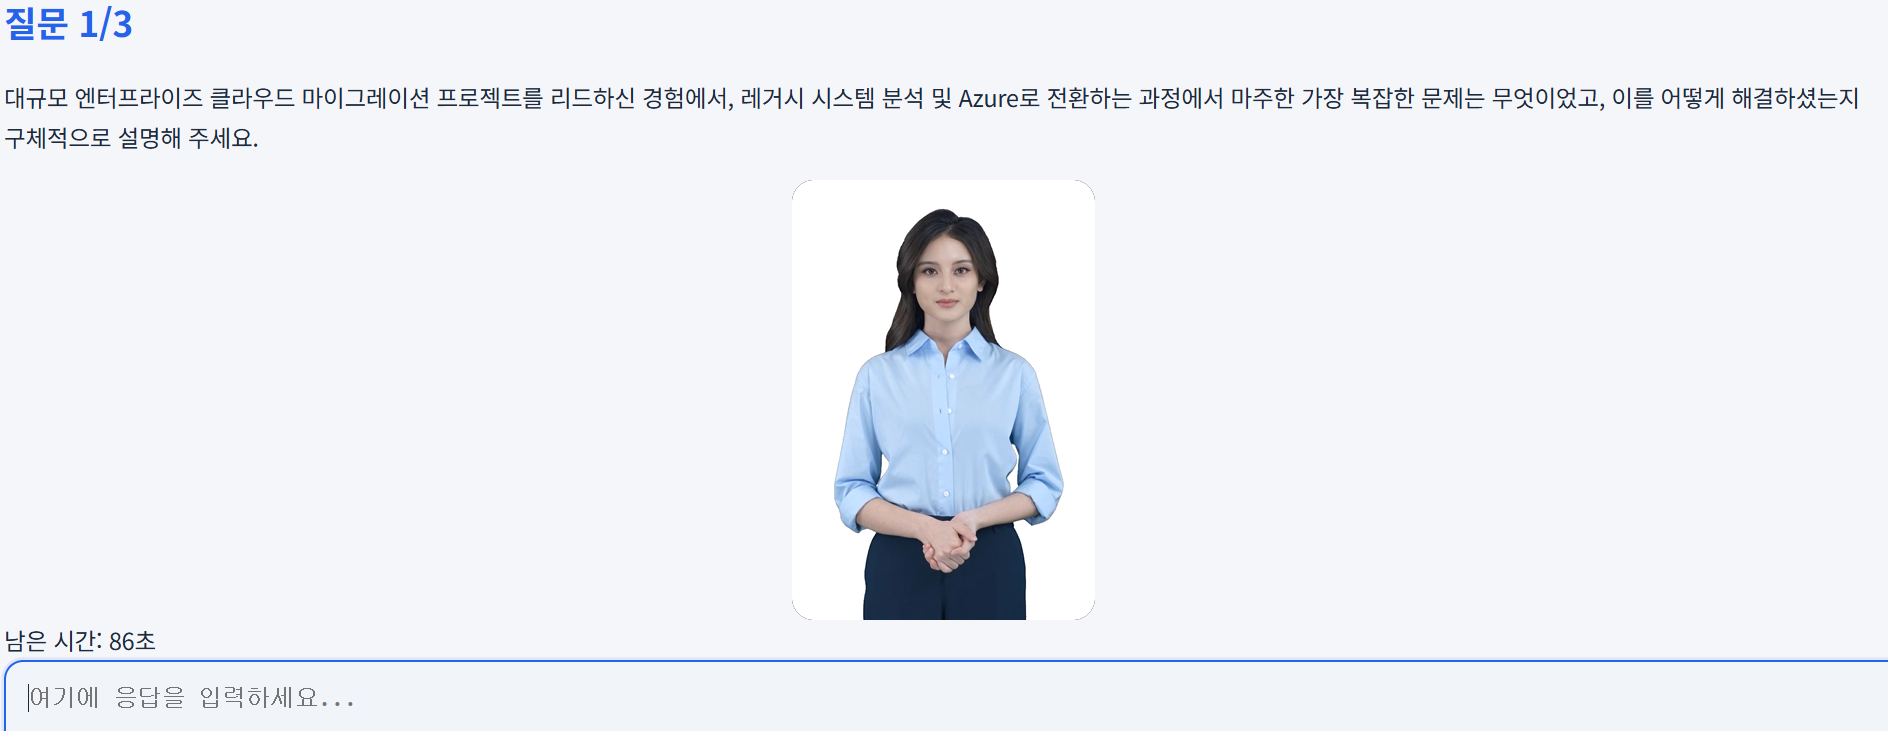 질문 1/3
대규모 엔터프라이즈 클라우드 마이그레이션 프로젝트를 리드하신 경험에서, 레거시 시스템 분석 및 Azure로 전환하는 과정에서 마주한 가장 복잡한 문제는 무엇이었고, 이를 어떻게 해결하셨는지
구체적으로 설명해 주세요.
남은 시간: 86초
여기에 응답을 입력하세요...